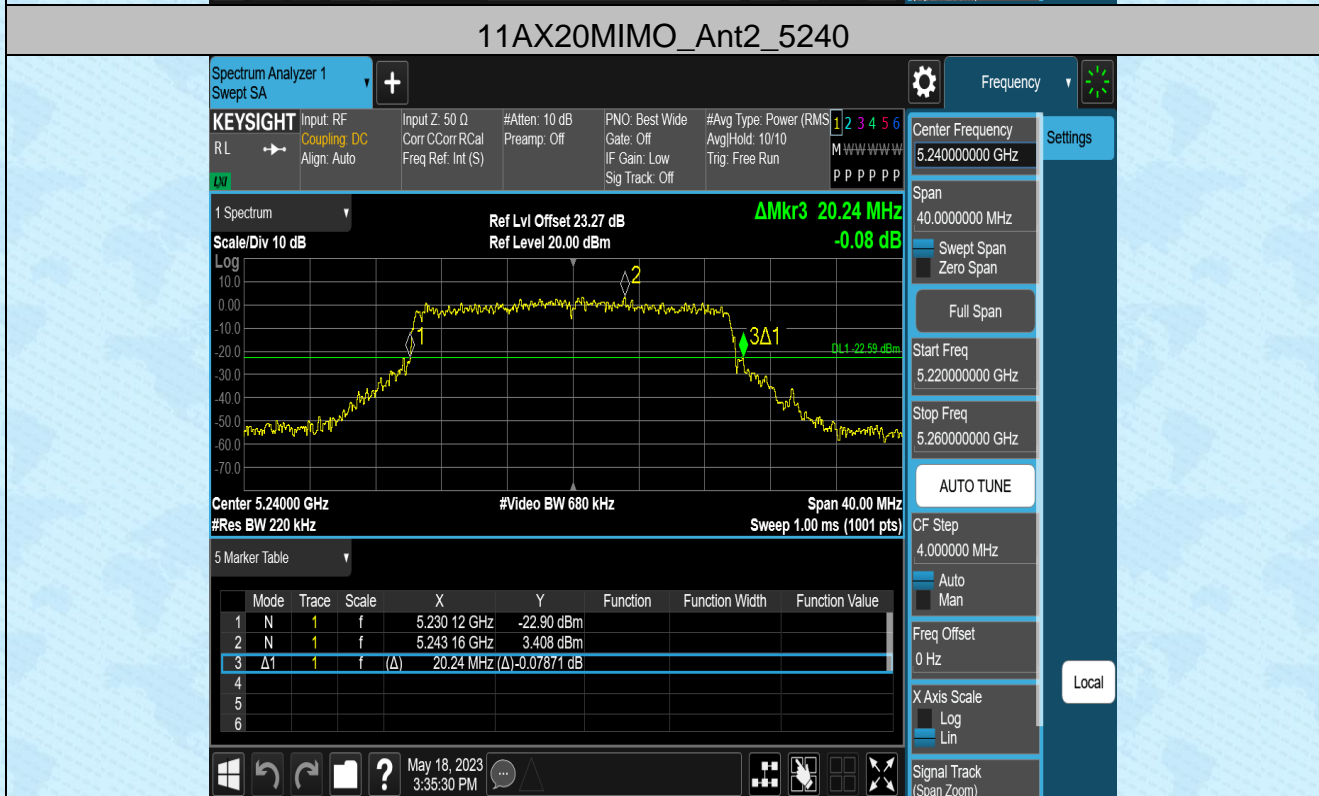 11AX20MIMO_Ant2_5240
Spectrum Analyzer 1
Swept SA
Frequency
KEYSIGHT
RL
LXI
Input: RF
Coupling: DC
Align: Auto
Input Z: 50 Ω
Corr CCorr RCal
Freq Ref: Int (S)
#Atten: 10 dB
Preamp: Off
PNO: Best Wide
Gate: Off
IF Gain: Low
Sig Track: Off
#Avg Type: Power (RMS
Avg|Hold: 10/10
Trig: Free Run
1 2 3 4 5 6
M W W W W W
P P P P P P
Center Frequency
5.240000000 GHz
Settings
Span
40.0000000 MHz
Swept Span
Zero Span
Full Span
Start Freq
5.220000000 GHz
Stop Freq
5.260000000 GHz
AUTO TUNE
CF Step
4.000000 MHz
Auto
Man
Freq Offset
0 Hz
X Axis Scale
Log
Lin
Signal Track
(Span Zoom)
Local
1 Spectrum
Scale/Div 10 dB
Ref Lvl Offset 23.27 dB
Ref Level 20.00 dBm
ΔMkr3 20.24 MHz
-0.08 dB
Log
10.0
0.00
-10.0
-20.0
-30.0
-40.0
-50.0
-60.0
-70.0
1
2
3Δ1
DL1 -22.59 dBm
Center 5.24000 GHz
#Res BW 220 kHz
#Video BW 680 kHz
Span 40.00 MHz
Sweep 1.00 ms (1001 pts)
5 Marker Table
Mode Trace Scale X Y Function Function Width Function Value
1 N 1 f 5.230 12 GHz -22.90 dBm
2 N 1 f 5.243 16 GHz 3.408 dBm
3 Δ1 1 f (Δ) 20.24 MHz (Δ) -0.07871 dB
4
5
6
?
May 18, 2023
3:35:30 PM